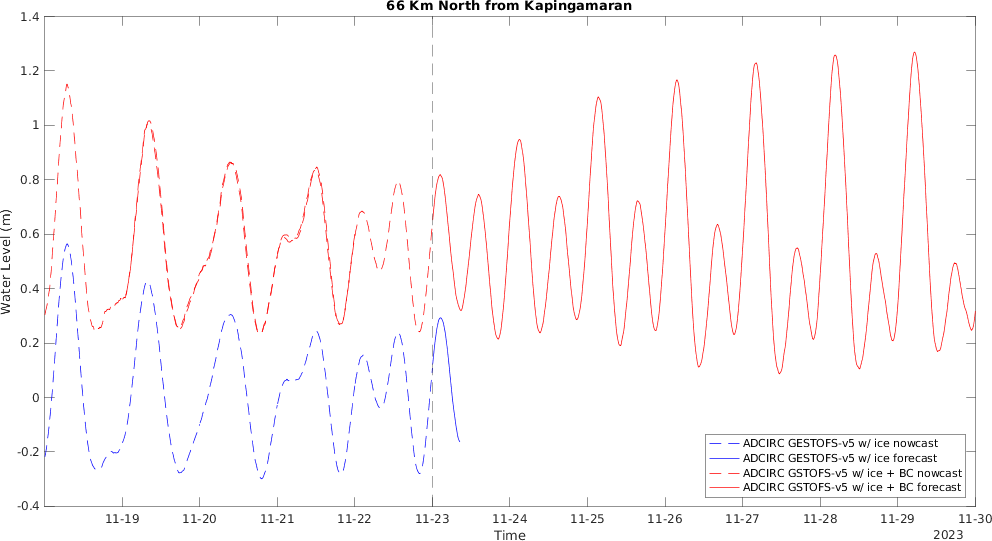 66 Km North from Kapingamaran
1.4
1.2
1
0.8
0.6
0.4
0.2
0
-0.2
-0.4
Water Level (m)
ADCIRC GESTOFS-v5 w/ ice nowcast
ADCIRC GESTOFS-v5 w/ ice forecast
ADCIRC GSTOFS-v5 w/ ice + BC nowcast
ADCIRC GSTOFS-v5 w/ ice + BC forecast
11-19 11-20 11-21 11-22 11-23 11-24 11-25 11-26 11-27 11-28 11-29 11-30
Time
2023